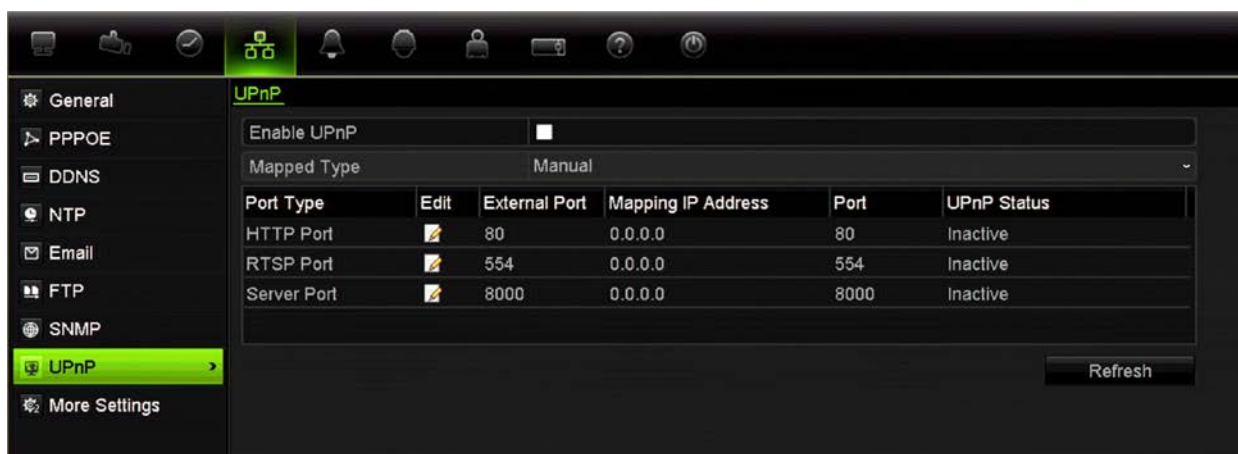 General
PPPOE
DDNS
NTP
Email
FTP
SNMP
UPnP
More Settings
UPnP
Enable UPnP
Mapped Type Manual
Port Type Edit External Port Mapping IP Address Port UPnP Status
HTTP Port 80 0.0.0.0 80 Inactive
RTSP Port 554 0.0.0.0 554 Inactive
Server Port 8000 0.0.0.0 8000 Inactive
Refresh